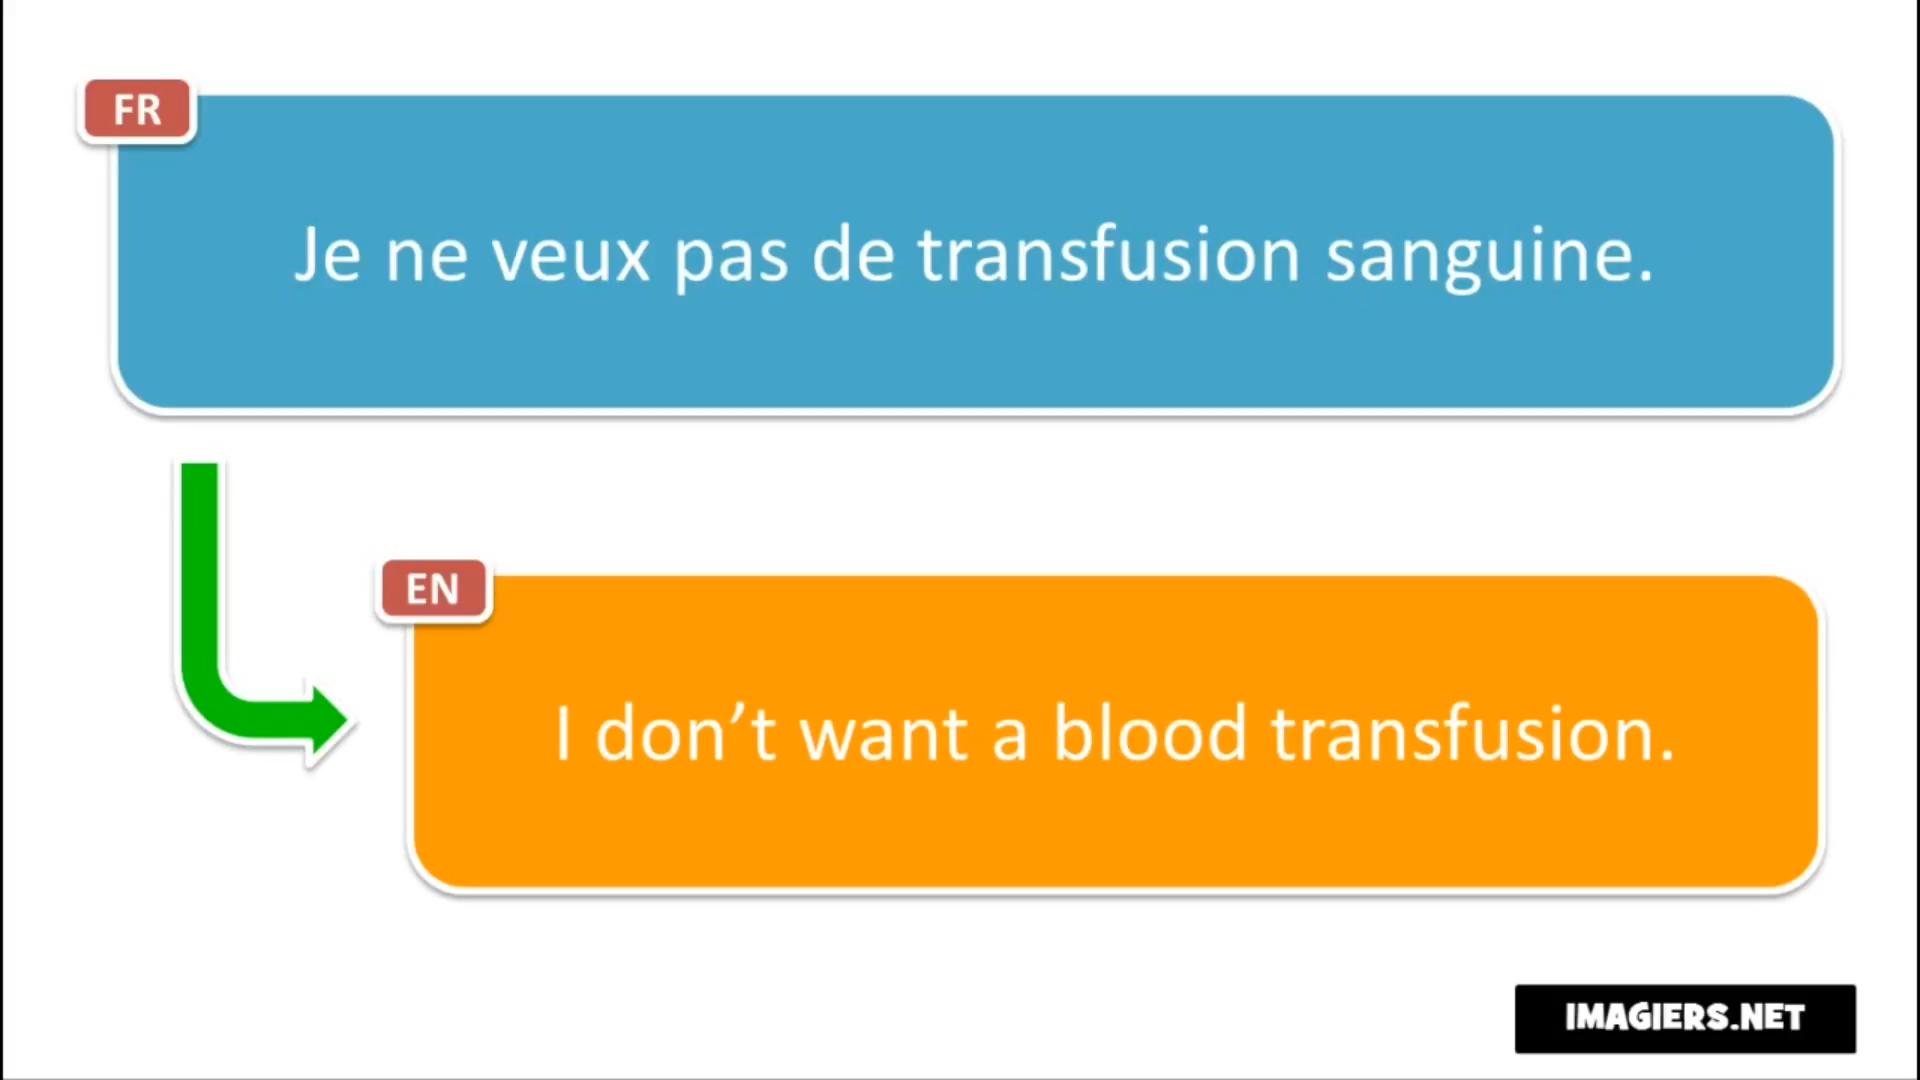 FR
Je ne veux pas de transfusion sanguine.
EN
I don’t want a blood transfusion.
IMAGIERS.NET